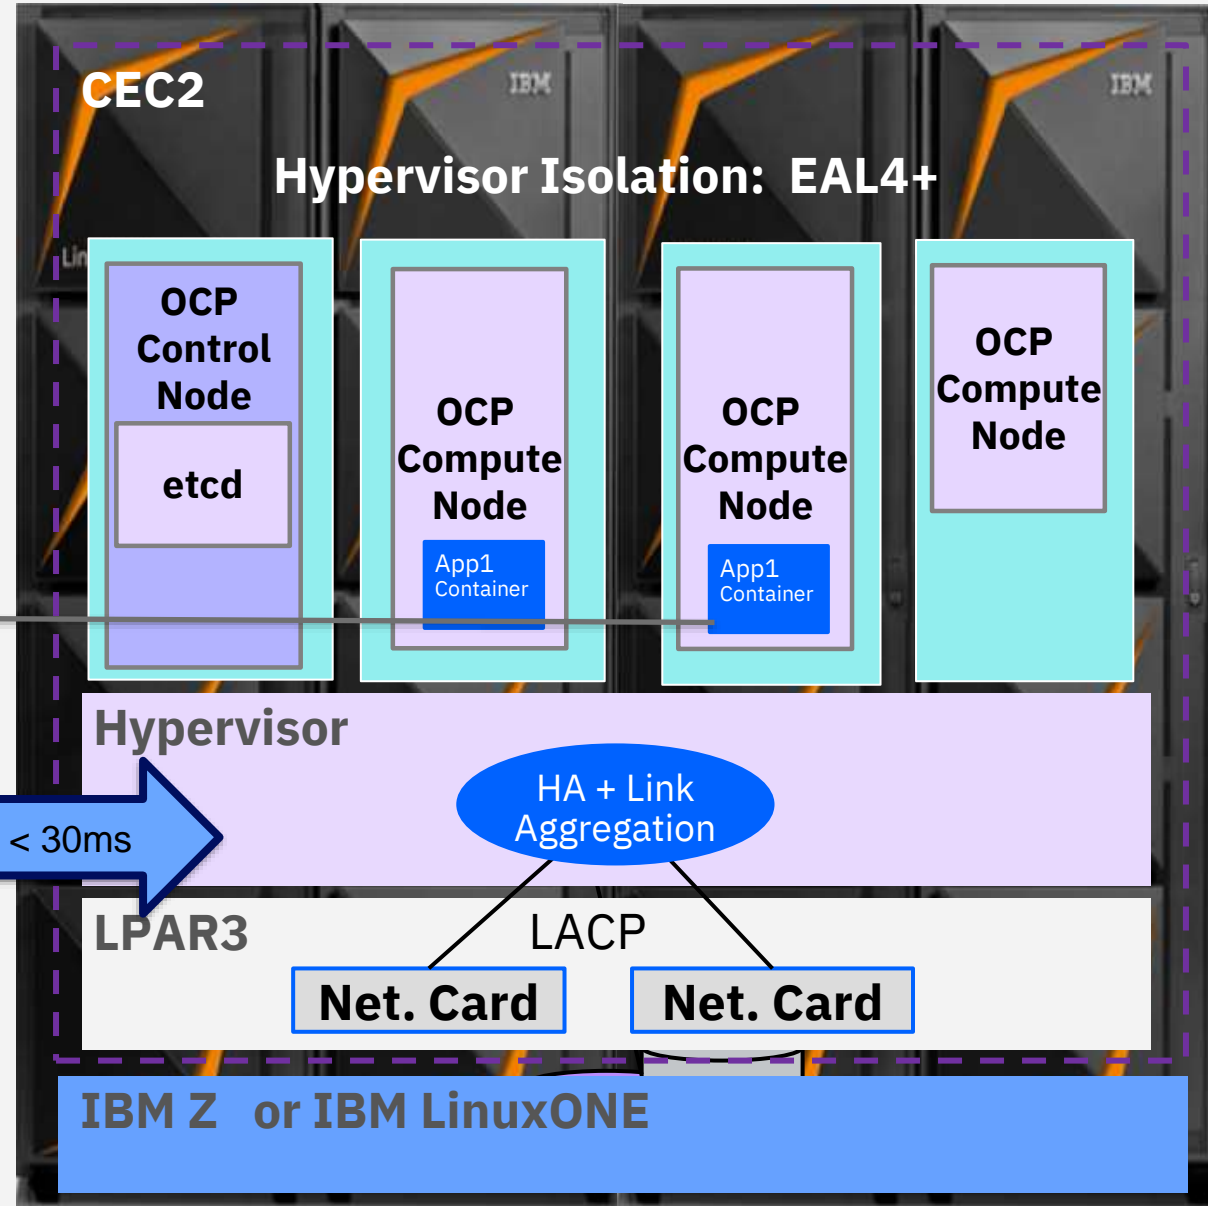 IBM
IBM
CEC2
Hypervisor Isolation: EAL4+
Lin
OCP
Control
Node
etcd
OCP
Compute
Node
App1
Container
OCP
Compute
Node
App1
Container
OCP
Compute
Node
Hypervisor
HA + Link
Aggregation
< 30ms
LPAR3
LACP
Net. Card
Net. Card
IBM Z or IBM LinuxONE